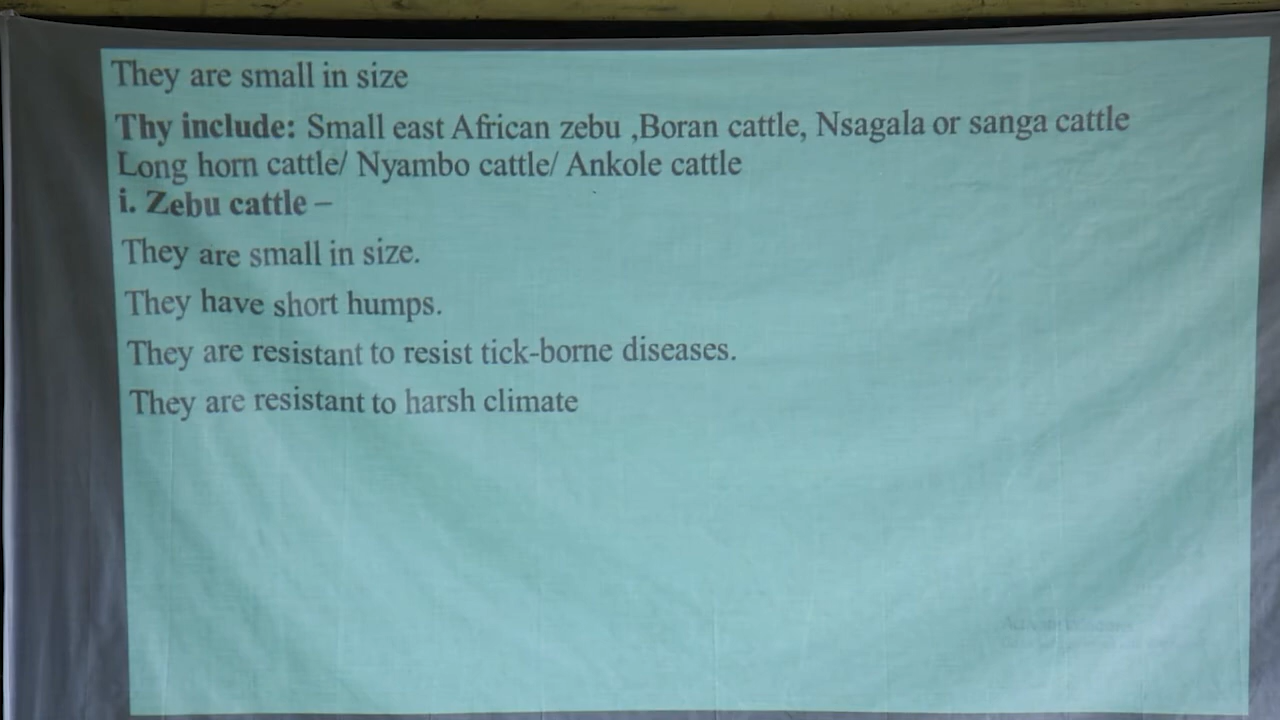 They are small in size
Thy include: Small east African zebu ,Boran cattle, Nsagala or sanga cattle
Long horn cattle/ Nyambo cattle/ Ankole cattle
i. Zebu cattle –
They are small in size.
They have short humps.
They are resistant to resist tick-borne diseases.
They are resistant to harsh climate